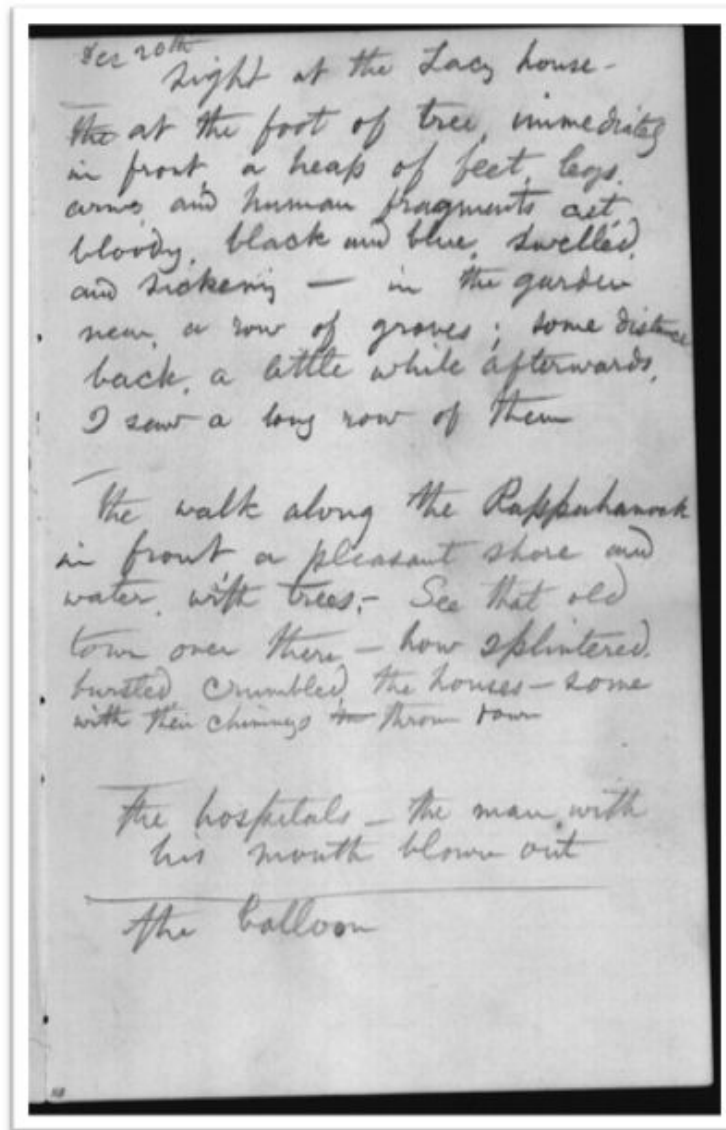 Dec 20th
Sight at the Lacy house –
the at the foot of tree, immediately
in front, a heap of feet, legs,
arms, and human fragments, cut,
bloody, black and blue, swelled
and sickening — in the garden
near, a row of graves; some distance
back, a little while afterwards,
I saw a long row of them
the walk along the Rappahanock
in front, a pleasant shore and
water, with trees. – See that old
town over there – how splintered,
bursted, crumbled, the houses – some
with their chimneys thrown down
The hospitals – the man with
his mouth blown out
The balloon